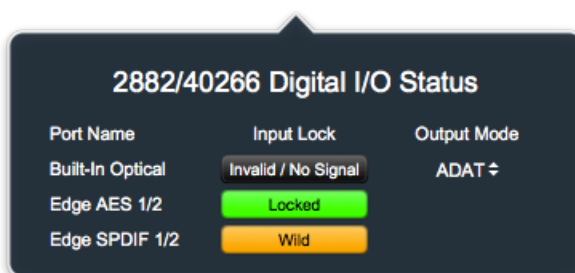 2882/40266 Digital I/O Status
Port Name Input Lock Output Mode
Built-In Optical Invalid / No Signal ADAT
Edge AES 1/2 Locked
Edge SPDIF 1/2 Wild